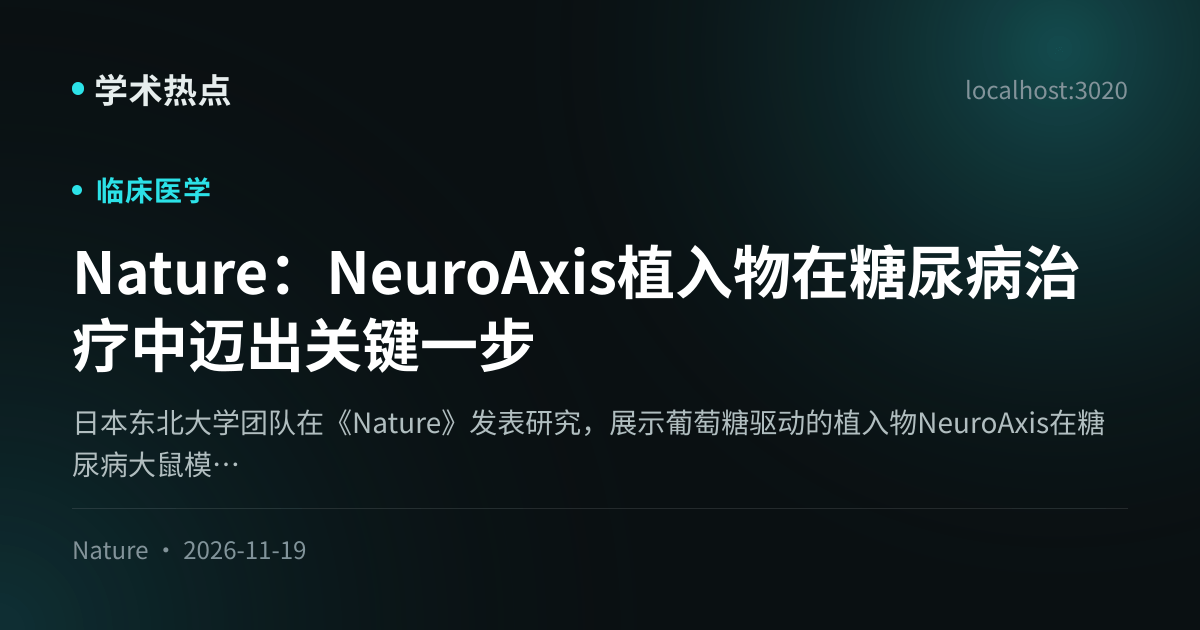 学术热点
localhost:3020
临床医学
Nature：NeuroAxis植入物在糖尿病治
疗中迈出关键一步
日本东北大学团队在《Nature》发表研究，展示葡萄糖驱动的植入物NeuroAxis在糖
尿病大鼠模…
Nature · 2026-11-19